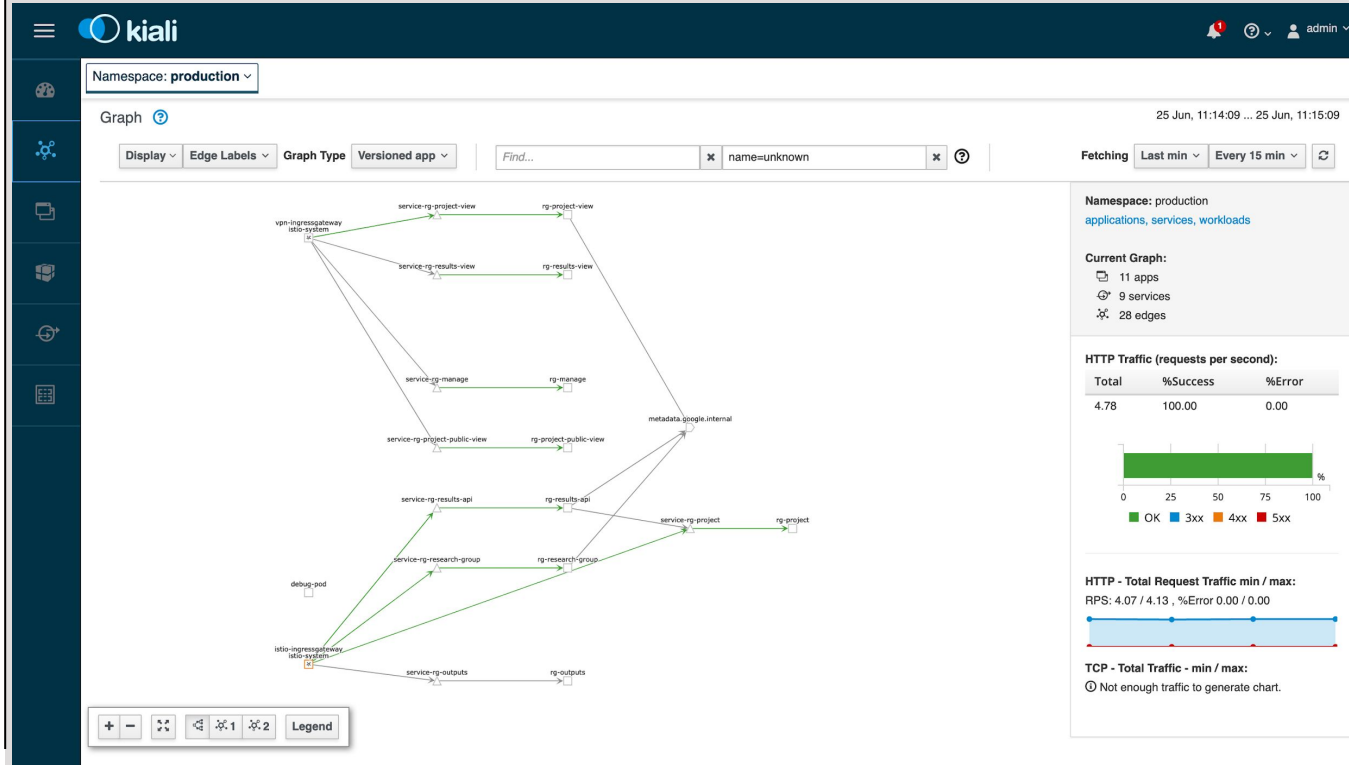 kiali
1
admin
Namespace: production
Graph
25 Jun, 11:14:09 ... 25 Jun, 11:15:09
Display
Edge Labels
Graph Type
Versioned app
Find...
name=unknown
Fetching
Last min
Every 15 min
service-rg-project-view
rg-project-view
vpn-ingressgateway
istio-system
service-rg-results-view
rg-results-view
service-rg-manage
rg-manage
metadata.google.internal
service-rg-project-public-view
rg-project-public-view
service-rg-results-api
rg-results-api
service-rg-project
rg-project
service-rg-research-group
rg-research-group
debug-pod
istio-ingressgateway
istio-system
service-rg-outputs
rg-outputs
1
2
Legend
Namespace: production
applications, services, workloads
Current Graph:
11 apps
9 services
28 edges
HTTP Traffic (requests per second):
Total %Success %Error
4.78 100.00 0.00
%
0 25 50 75 100
OK 3xx 4xx 5xx
HTTP - Total Request Traffic min / max:
RPS: 4.07 / 4.13 , %Error 0.00 / 0.00
TCP - Total Traffic - min / max:
Not enough traffic to generate chart.